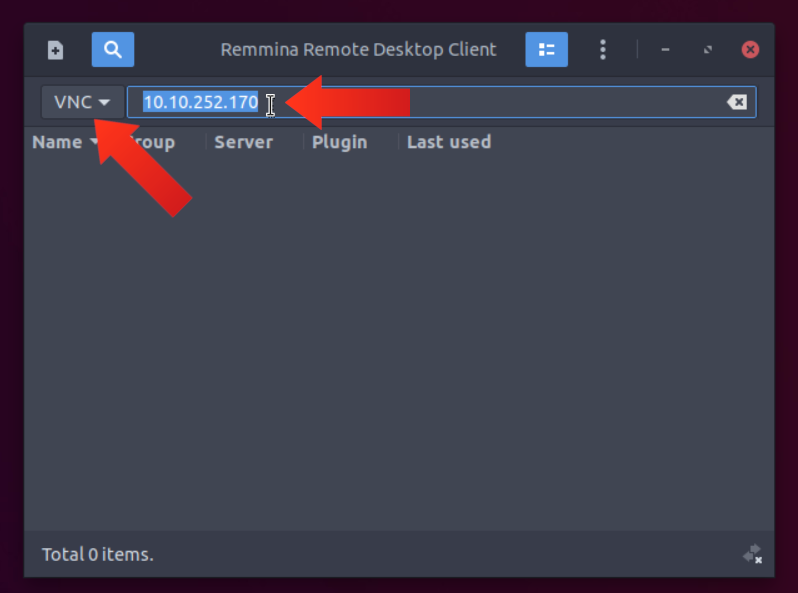 Remmina Remote Desktop Client
VNC 10.10.252.170
Name Server Plugin Last used
Total 0 items.